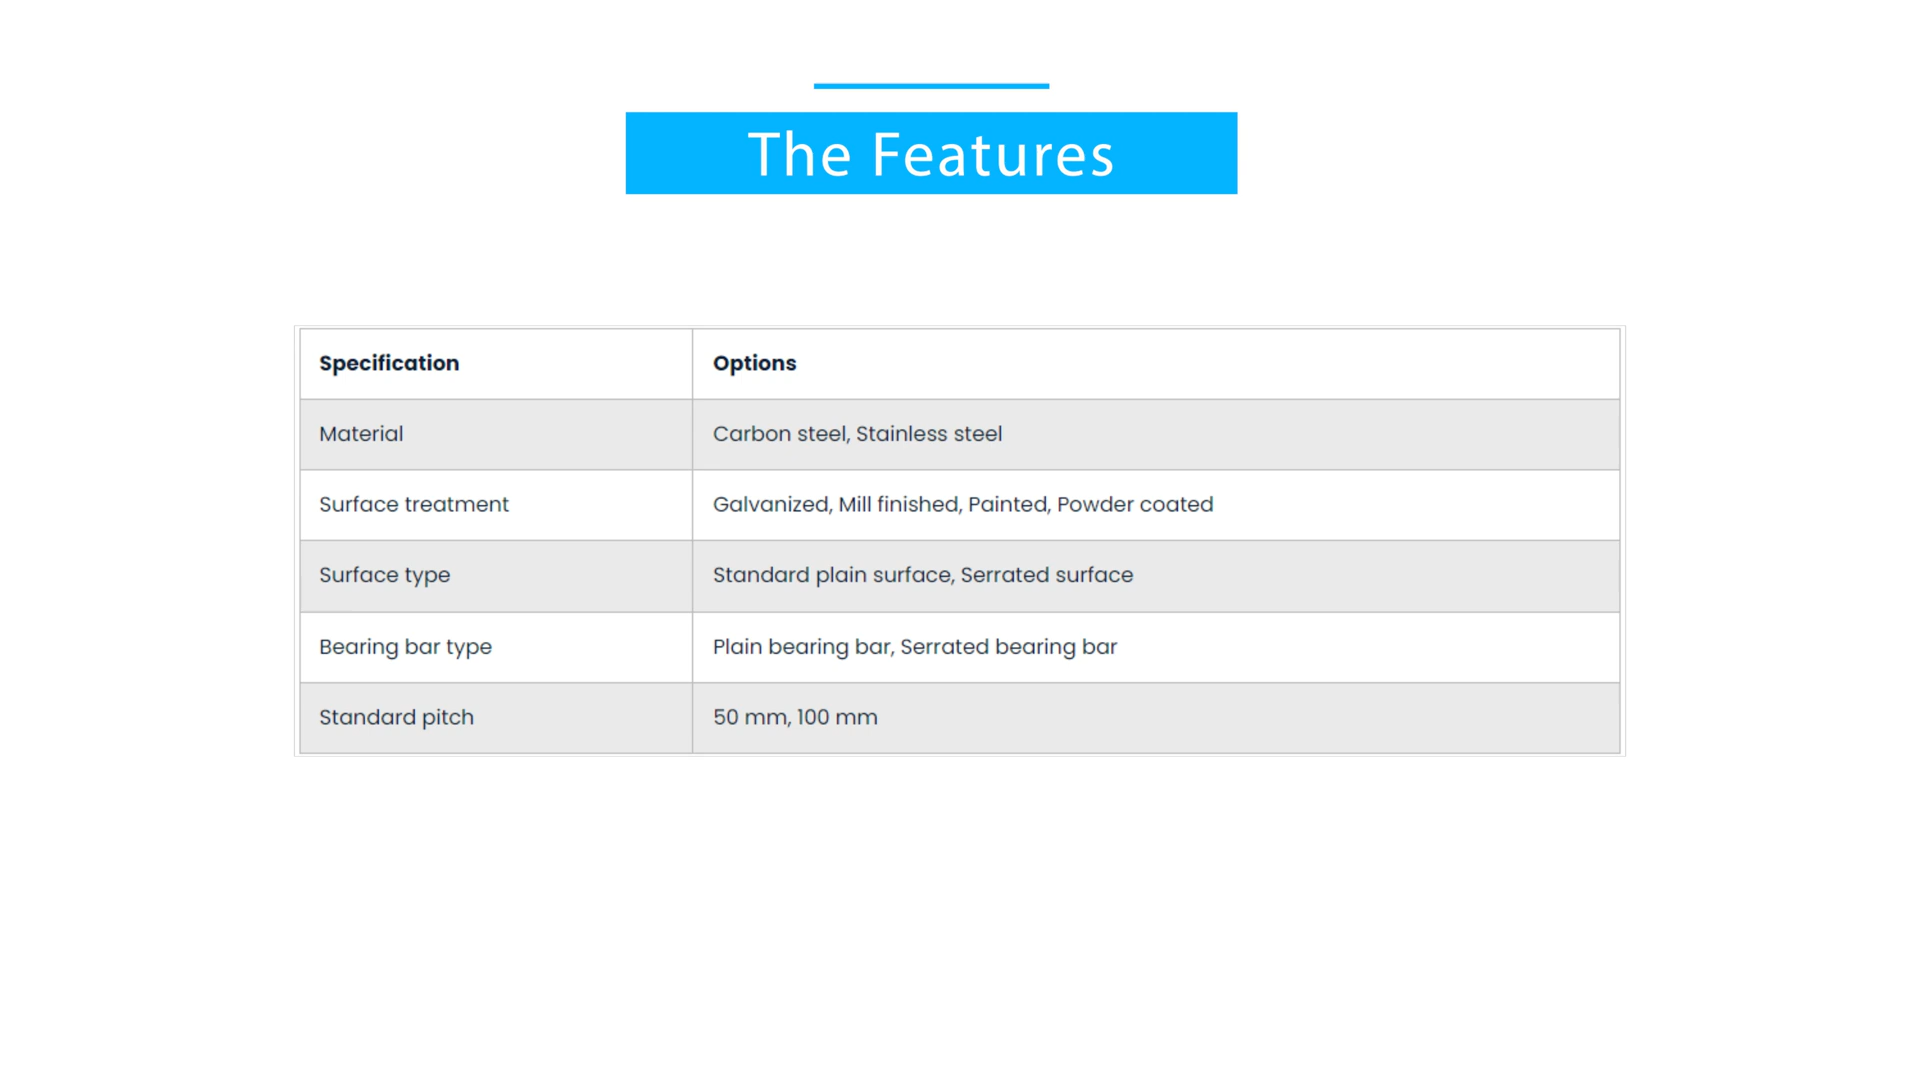 The Features
Specification Options
Material Carbon steel, Stainless steel
Surface treatment Galvanized, Mill finished, Painted, Powder coated
Surface type Standard plain surface, Serrated surface
Bearing bar type Plain bearing bar, Serrated bearing bar
Standard pitch 50 mm, 100 mm